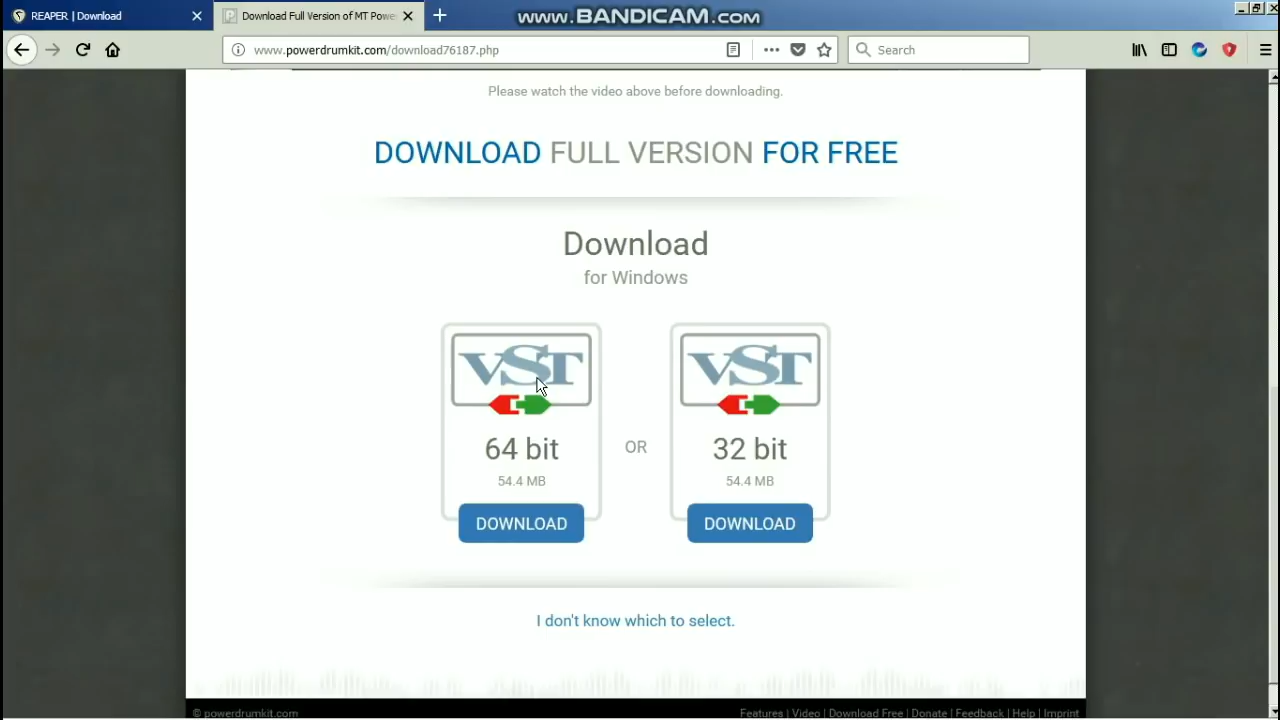 REAPER | Download
Download Full Version of MT Powe
www.BANDICAM.com
www.powerdrumkit.com/download76187.php
Search
Please watch the video above before downloading.
DOWNLOAD FULL VERSION FOR FREE
Download
for Windows
VST
64 bit
54.4 MB
DOWNLOAD
OR
VST
32 bit
54.4 MB
DOWNLOAD
I don't know which to select.
© powerdrumkit.com
Features | Video | Download Free | Donate | Feedback | Help | Imprint